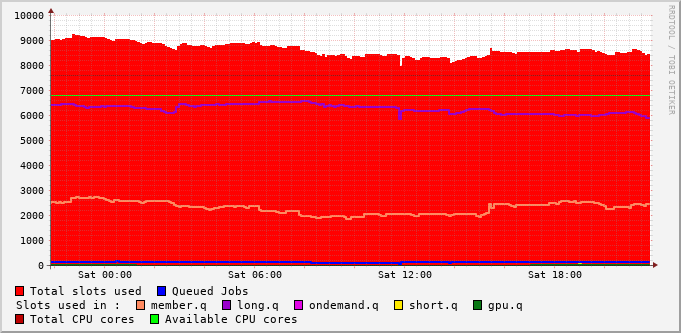 10000
9000
8000
7000
6000
5000
4000
3000
2000
1000
0
Sat 00:00 Sat 06:00 Sat 12:00 Sat 18:00
Total slots used Queued Jobs
Slots used in : member.q long.q ondemand.q short.q gpu.q
Total CPU cores Available CPU cores
RRDTOOL / TOBI OETIKER